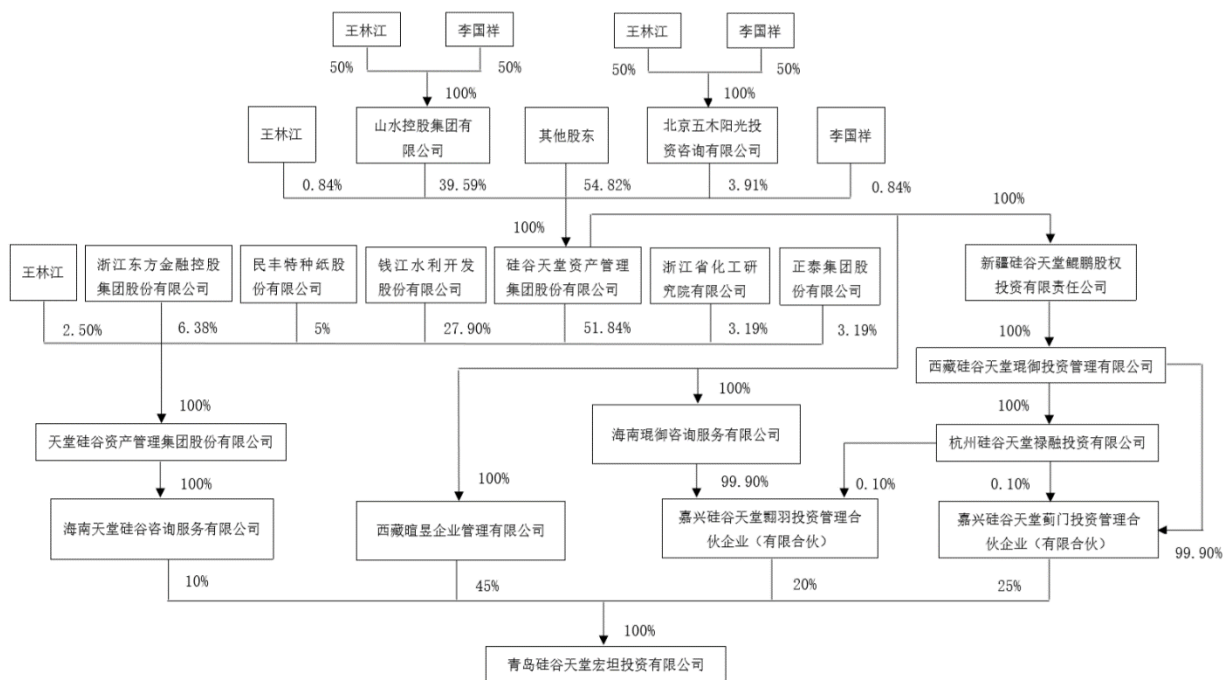 王林江
李国祥
王林江
李国祥
50%
50%
50%
50%
100%
100%
王林江
山水控股集团有
限公司
其他股东
北京五木阳光投
资咨询有限公司
李国祥
0.84%
39.59%
54.82%
3.91%
0.84%
100%
100%
王林江
浙江东方金融控股
集团股份有限公司
民丰特种纸股
份有限公司
钱江水利开发
股份有限公司
硅谷天堂资产管理
集团股份有限公司
浙江省化工研
究院有限公司
正泰集团股
份有限公司
新疆硅谷天堂鲲鹏股权
投资有限责任公司
2.50%
6.38%
5%
27.90%
51.84%
3.19%
3.19%
100%
西藏硅谷天堂琨御投资管理有限公司
100%
100%
100%
天堂硅谷资产管理集团股份有限公司
海南琨御咨询服务有限公司
杭州硅谷天堂禄融投资有限公司
100%
100%
99.90%
0.10%
0.10%
海南天堂硅谷咨询服务有限公司
西藏暄昱企业管理有限公司
嘉兴硅谷天堂翾羽投资管理合
伙企业（有限合伙）
嘉兴硅谷天堂蓟门投资管理合
伙企业（有限合伙）
99.90%
10%
45%
20%
25%
100%
青岛硅谷天堂宏坦投资有限公司